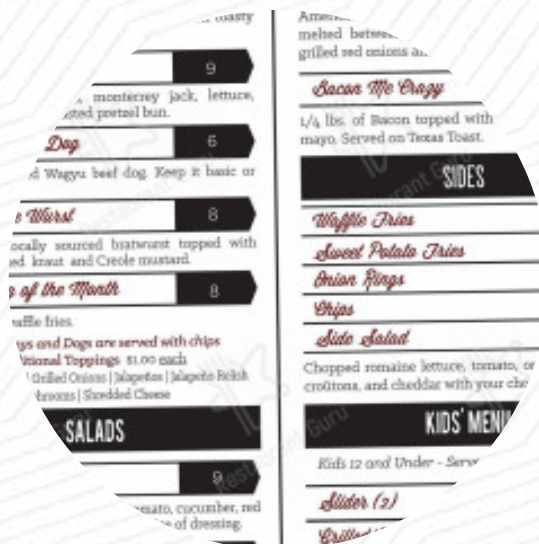 toasty
9
monterrey jack, lettuce,
pretzel bun.
Dog
6
Wagyu beef dog. Keep it basic or
Wurst
8
locally sourced bratwurst topped with
kraut and Creole mustard.
of the Month
8
waffle fries.
and Dogs are served with chips
Toppings $1.00 each
Grilled Onions | Jalapeños | Jalapeño Relish
| Shredded Cheese
SALADS
9
cucumber, red
of dressing.
melted
grilled red onions
Bacon Me Crazy
1/4 lbs. of Bacon topped with
mayo. Served on Texas Toast.
SIDES
Waffle Fries
Sweet Potato Fries
Onion Rings
Chips
Side Salad
Chopped romaine lettuce, tomato,
croûtons, and cheddar with your
KIDS' MENU
Kids 12 and Under -
Slider (2)
Restaurant Guru